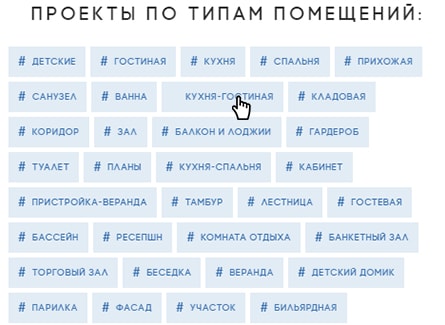 ПРОЕКТЫ ПО ТИПАМ ПОМЕЩЕНИЙ:
# ДЕТСКИЕ # ГОСТИНАЯ # КУХНЯ # СПАЛЬНЯ # ПРИХОЖАЯ
# САНУЗЕЛ # ВАННА КУХНЯ-ГОСТИНАЯ # КЛАДОВАЯ
# КОРИДОР # ЗАЛ # БАЛКОН И ЛОДЖИИ # ГАРДЕРОБ
# ТУАЛЕТ # ПЛАНЫ # КУХНЯ-СПАЛЬНЯ # КАБИНЕТ
# ПРИСТРОЙКА-ВЕРАНДА # ТАМБУР # ЛЕСТНИЦА # ГОСТЕВАЯ
# БАССЕЙН # РЕСЕПШН # КОМНАТА ОТДЫХА # БАНКЕТНЫЙ ЗАЛ
# ТОРГОВЫЙ ЗАЛ # БЕСЕДКА # ВЕРАНДА # ДЕТСКИЙ ДОМИК
# ПАРИЛКА # ФАСАД # УЧАСТОК # БИЛЬЯРДНАЯ